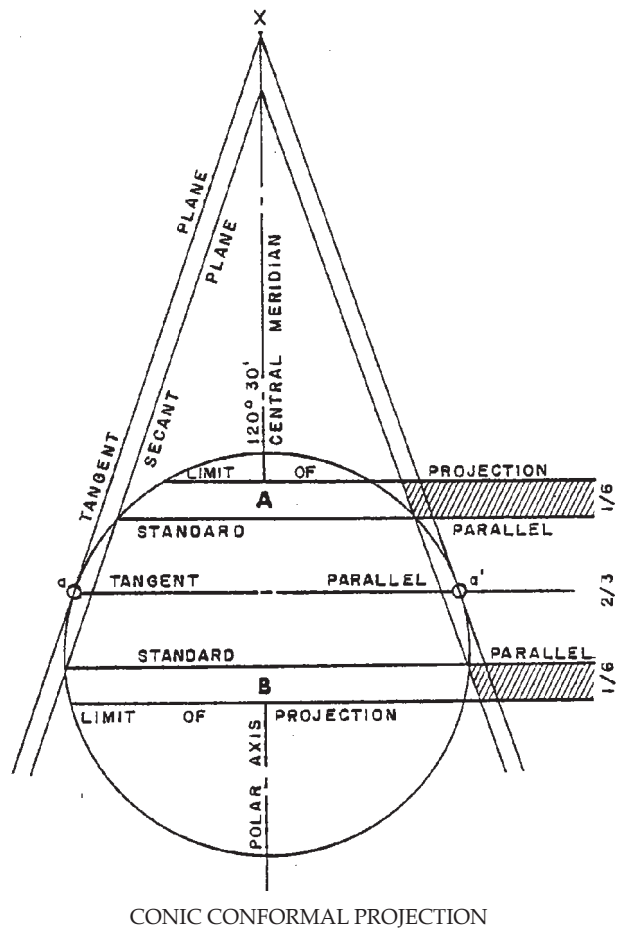 X
PLANE
PLANE
120° 30'
CENTRAL MERIDIAN
TANGENT
SECANT
LIMIT OF PROJECTION
A
1/6
STANDARD PARALLEL
a TANGENT PARALLEL a'
2/3
STANDARD PARALLEL
B
1/6
LIMIT OF PROJECTION
POLAR AXIS
CONIC CONFORMAL PROJECTION